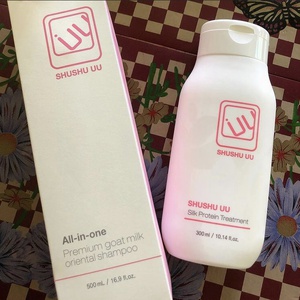 SHUSHU UU
All-in-one
Premium goat milk
oriental shampoo
500 mL / 16.9 fl.oz.
SHUSHU UU
SHUSHU UU
Silk Protein Treatment
300 ml / 10.14 fl.oz.